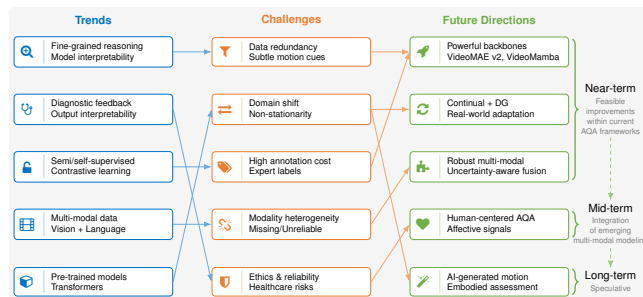 Trends
Challenges
Future Directions
Fine-grained reasoning
Model interpretability
Data redundancy
Subtle motion cues
Powerful backbones
VideoMAE v2, VideoMamba
Diagnostic feedback
Output interpretability
Domain shift
Non-stationarity
Continual + DG
Real-world adaptation
Semi/self-supervised
Contrastive learning
High annotation cost
Expert labels
Robust multi-modal
Uncertainty-aware fusion
Multi-modal data
Vision + Language
Modality heterogeneity
Missing/Unreliable
Human-centered AQA
Affective signals
Pre-trained models
Transformers
Ethics & reliability
Healthcare risks
AI-generated motion
Embodied assessment
Near-term
Feasible
improvements
within current
AQA frameworks
Mid-term
Integration
of emerging
multi-modal modelin
Long-term
Speculative